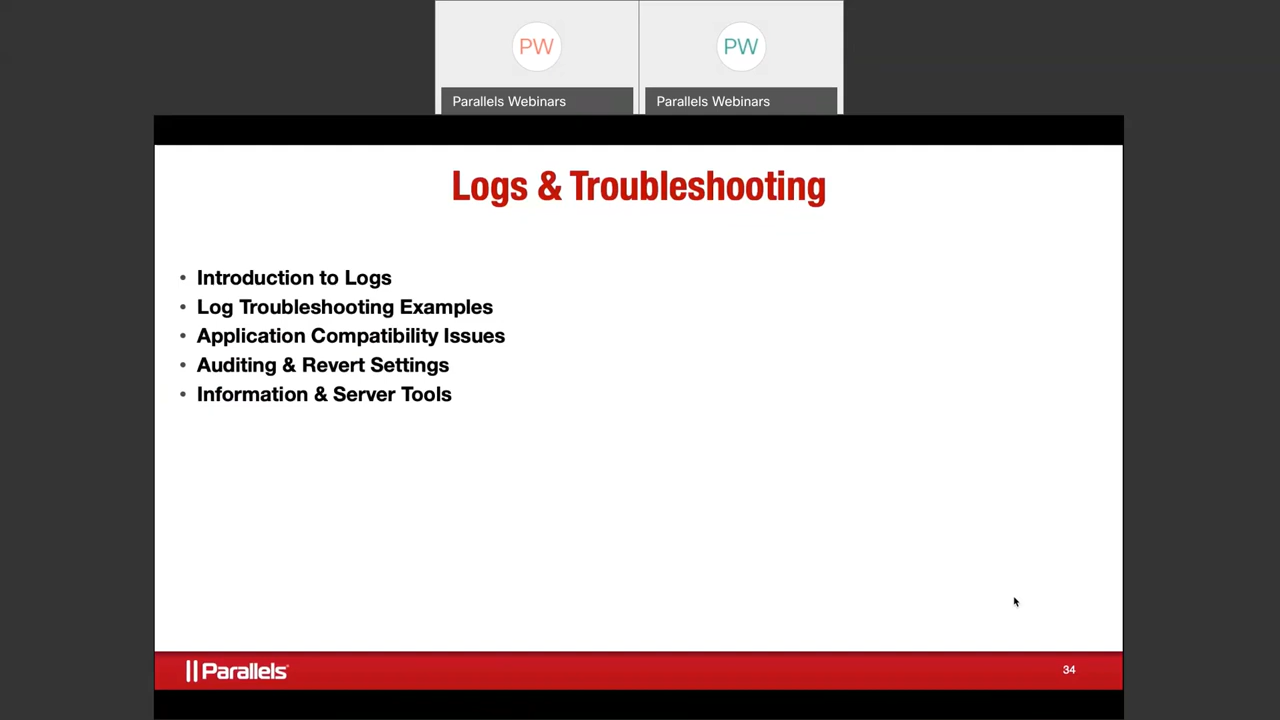 PW
PW
Parallels Webinars
Parallels Webinars
Logs & Troubleshooting
• Introduction to Logs
• Log Troubleshooting Examples
• Application Compatibility Issues
• Auditing & Revert Settings
• Information & Server Tools
Parallels®
34